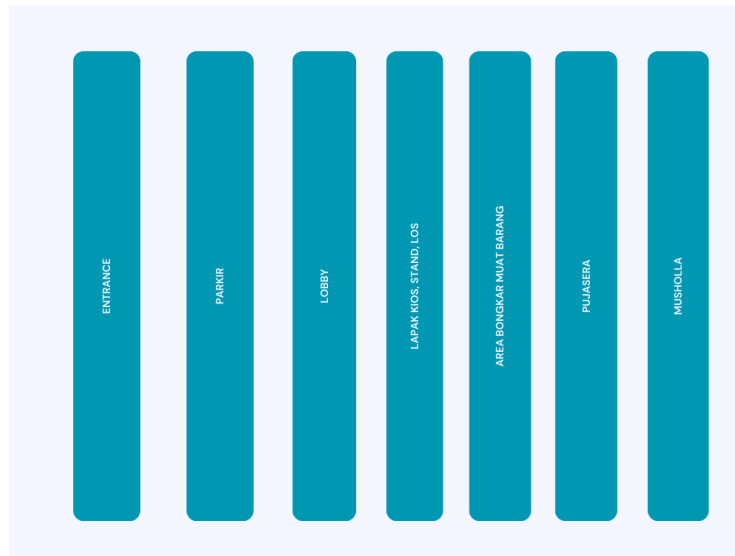 ENTRANCE
PARKIR
LOBBY
LAPAK KIOS, STAND, LOS
AREA BONGKAR MUAT BARANG
PUJASERA
MUSHOLLA